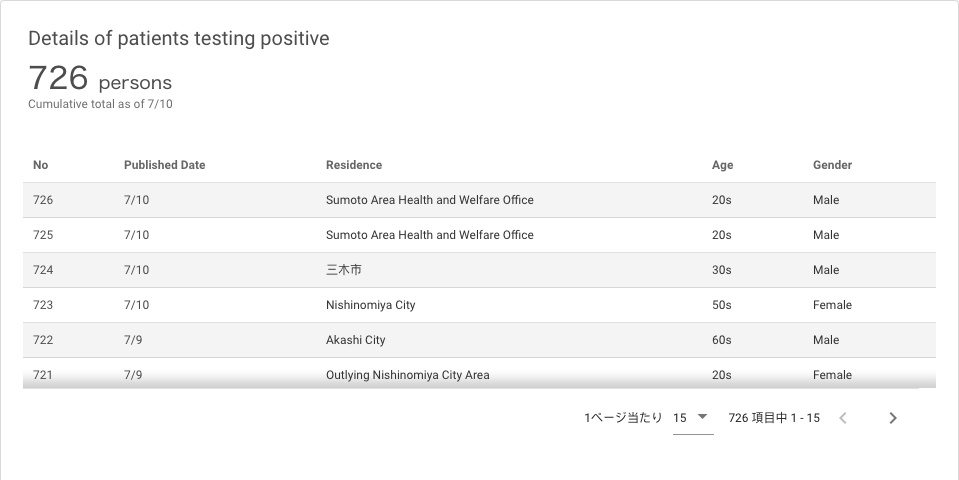 Details of patients testing positive
726 persons
Cumulative total as of 7/10
No Published Date Residence Age Gender
726 7/10 Sumoto Area Health and Welfare Office 20s Male
725 7/10 Sumoto Area Health and Welfare Office 20s Male
724 7/10 三木市 30s Male
723 7/10 Nishinomiya City 50s Female
722 7/9 Akashi City 60s Male
721 7/9 Outlying Nishinomiya City Area 20s Female
1ページ当たり 15 726 項目中 1 - 15